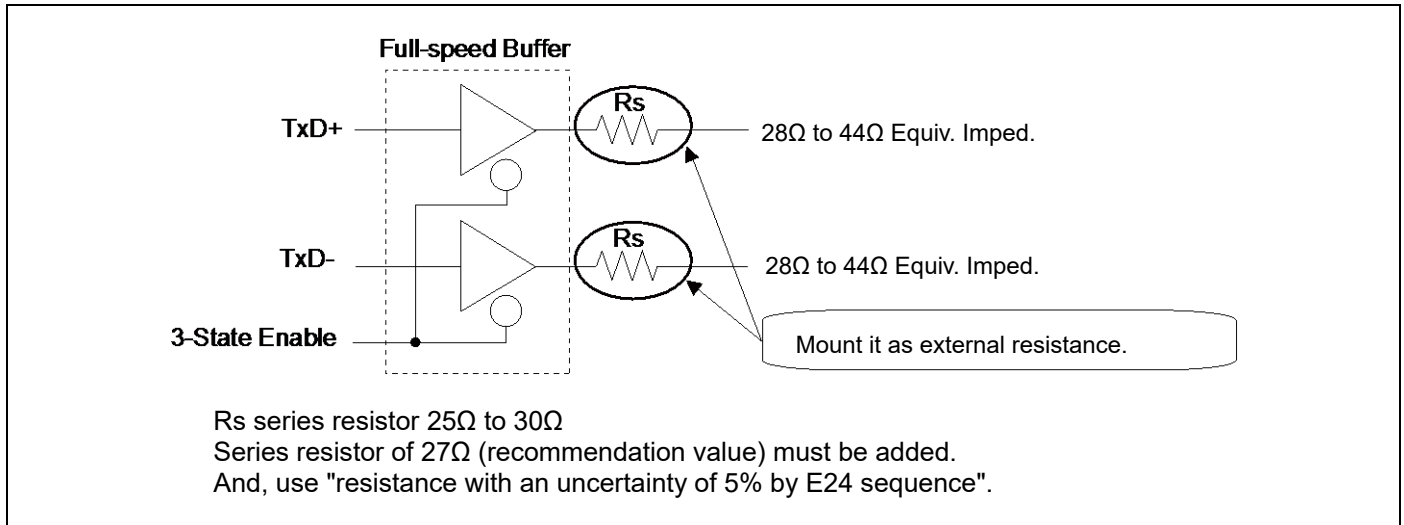 Full-speed Buffer
Rs
TxD+
28Ω to 44Ω Equiv. Imped.
Rs
TxD-
28Ω to 44Ω Equiv. Imped.
3-State Enable
Mount it as external resistance.
Rs series resistor 25Ω to 30Ω
Series resistor of 27Ω (recommendation value) must be added.
And, use "resistance with an uncertainty of 5% by E24 sequence".